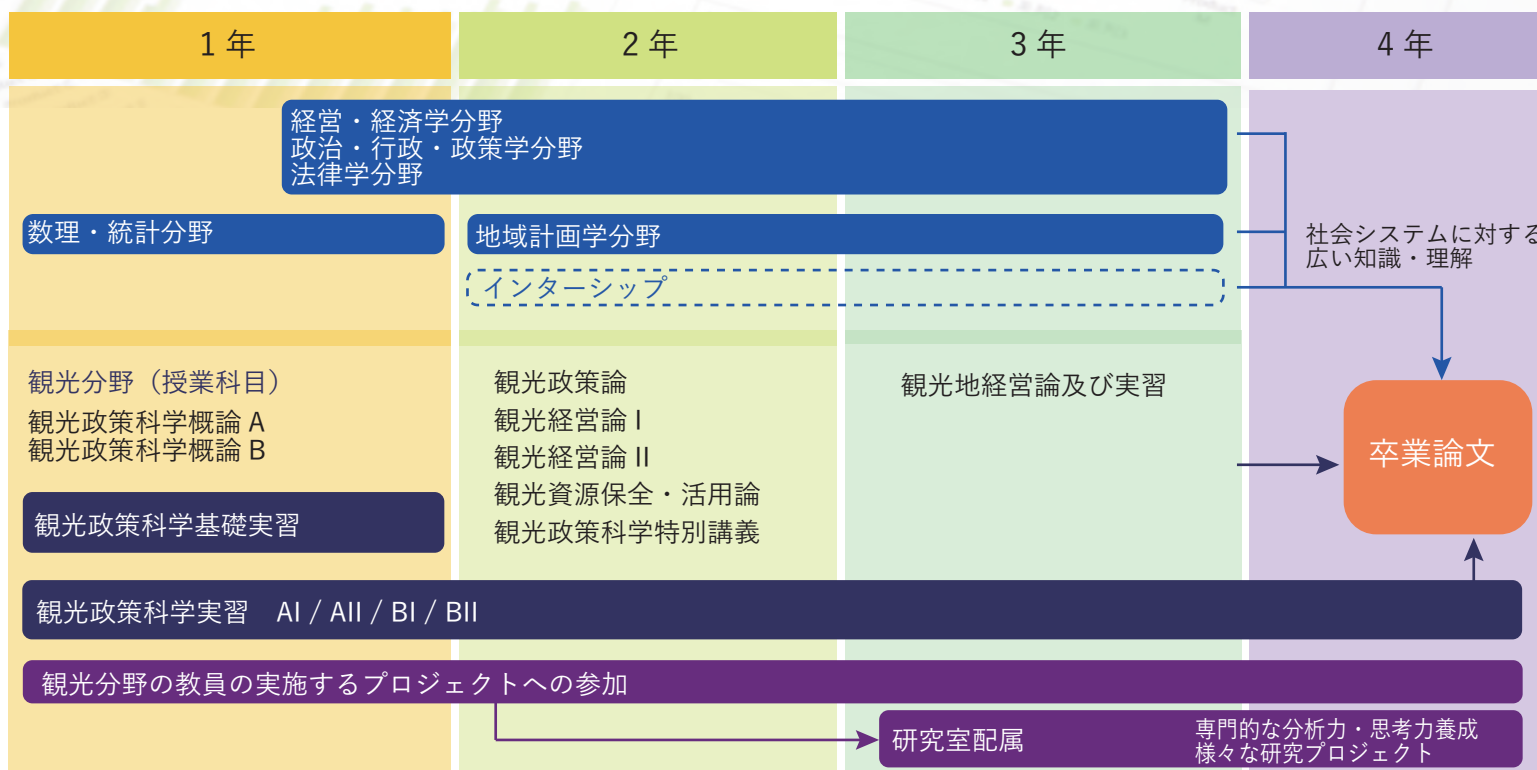 1 年
2 年
3 年
4 年
経営・経済学分野
政治・行政・政策学分野
法律学分野
数理・統計分野
地域計画学分野
インターシップ
社会システムに対する
広い知識・理解
観光分野（授業科目）
観光政策科学概論 A
観光政策科学概論 B
観光政策論
観光経営論 I
観光経営論 II
観光資源保全・活用論
観光政策科学特別講義
観光地経営論及び実習
卒業論文
観光政策科学基礎実習
観光政策科学実習　AI / AII / BI / BII
観光分野の教員の実施するプロジェクトへの参加
研究室配属
専門的な分析力・思考力養成
様々な研究プロジェクト